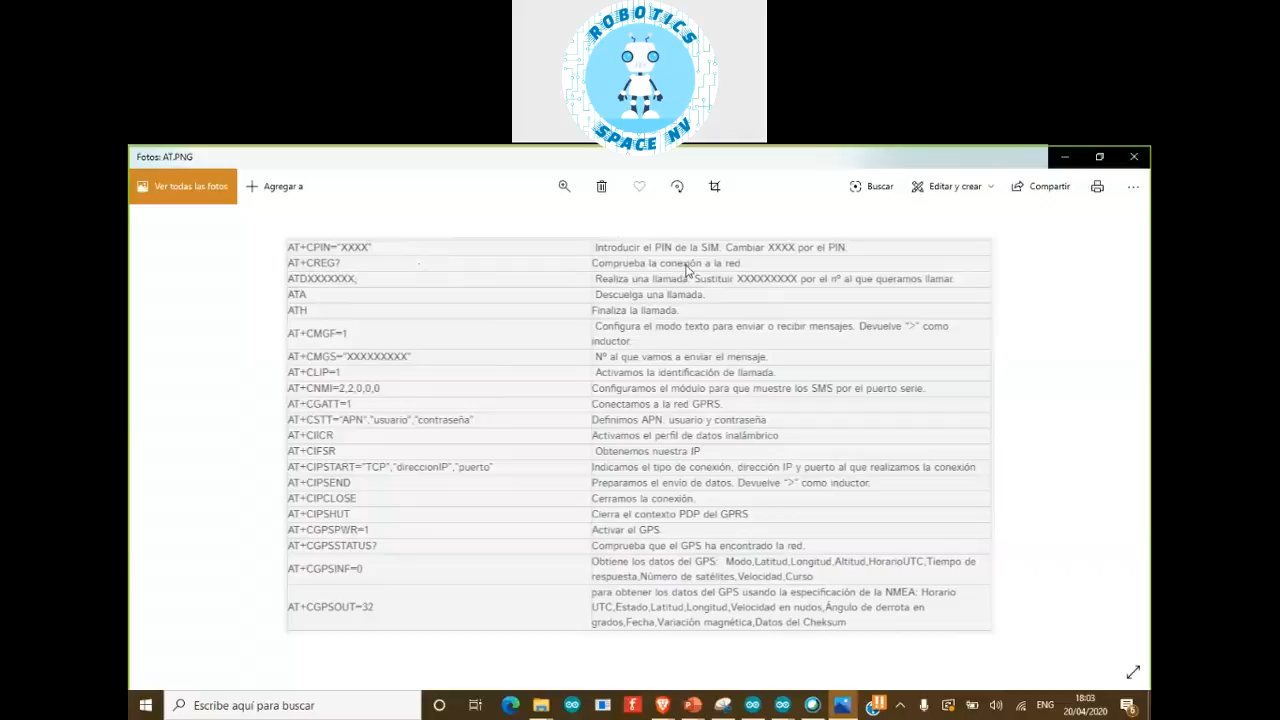 ROBOTICS
SPACE NV
Fotos: AT.PNG
Ver todas las fotos
Agregar a
Buscar
Editar y crear
Compartir
AT+CPIN="XXXX" Introducir el PIN de la SIM. Cambiar XXXX por el PIN.
AT+CREG? Comprueba la conexión a la red.
ATDXXXXXXX; Realiza una llamada. Sustituir XXXXXXXXX por el nº al que queramos llamar.
ATA Descuelga una llamada.
ATH Finaliza la llamada.
AT+CMGF=1 Configura el modo texto para enviar o recibir mensajes. Devuelve ">" como
inductor.
AT+CMGS="XXXXXXXXX" Nº al que vamos a enviar el mensaje.
AT+CLIP=1 Activamos la identificación de llamada.
AT+CNMI=2,2,0,0,0 Configuramos el módulo para que muestre los SMS por el puerto serie.
AT+CGATT=1 Conectamos a la red GPRS.
AT+CSTT="APN","usuario","contraseña" Definimos APN, usuario y contraseña
AT+CIICR Activamos el perfil de datos inalámbrico
AT+CIFSR Obtenemos nuestra IP
AT+CIPSTART="TCP","direccionIP","puerto" Indicamos el tipo de conexión, dirección IP y puerto al que realizamos la conexión
AT+CIPSEND Preparamos el envio de datos. Devuelve ">" como inductor.
AT+CIPCLOSE Cerramos la conexión.
AT+CIPSHUT Cierra el contexto PDP del GPRS
AT+CGPSPWR=1 Activar el GPS.
AT+CGPSSTATUS? Comprueba que el GPS ha encontrado la red.
AT+CGPSINF=0 Obtiene los datos del GPS: Modo,Latitud,Longitud,Altitud,HorarioUTC,Tiempo de
respuesta,Número de satélites,Velocidad,Curso
AT+CGPSOUT=32 para obtener los datos del GPS usando la especificación de la NMEA: Horario
UTC,Estado,Latitud,Longitud,Velocidad en nudos,Ángulo de derrota en
grados,Fecha,Variación magnética,Datos del Cheksum
Escribe aquí para buscar
ENG
18:03
20/04/2020